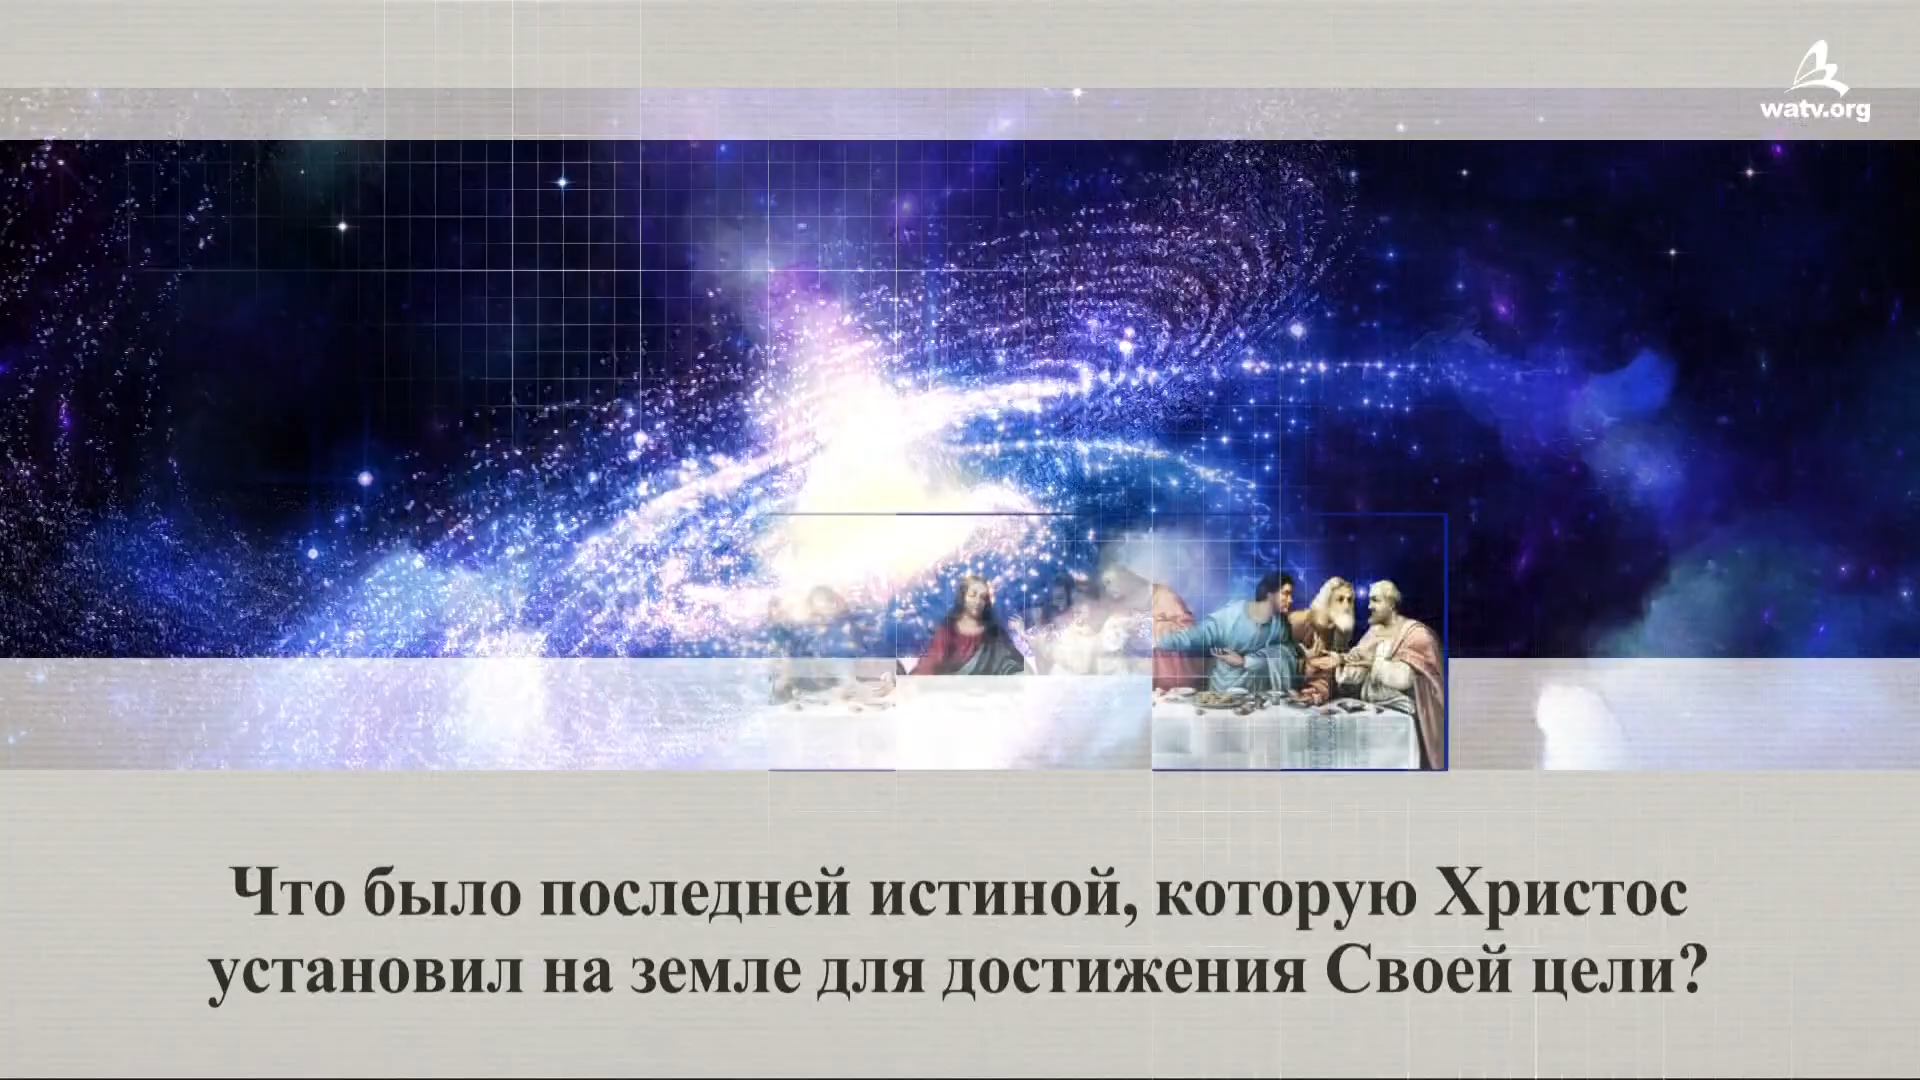 watv.org
Что было последней истиной, которую Христос
установил на земле для достижения Своей цели?